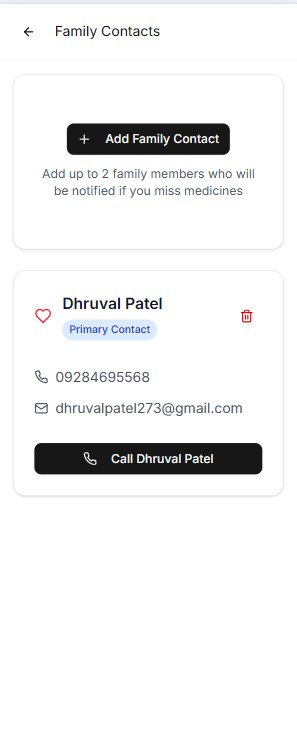 Family Contacts
Add Family Contact
Add up to 2 family members who will
be notified if you miss medicines
Dhruval Patel
Primary Contact
09284695568
dhruvalpatel273@gmail.com
Call Dhruval Patel